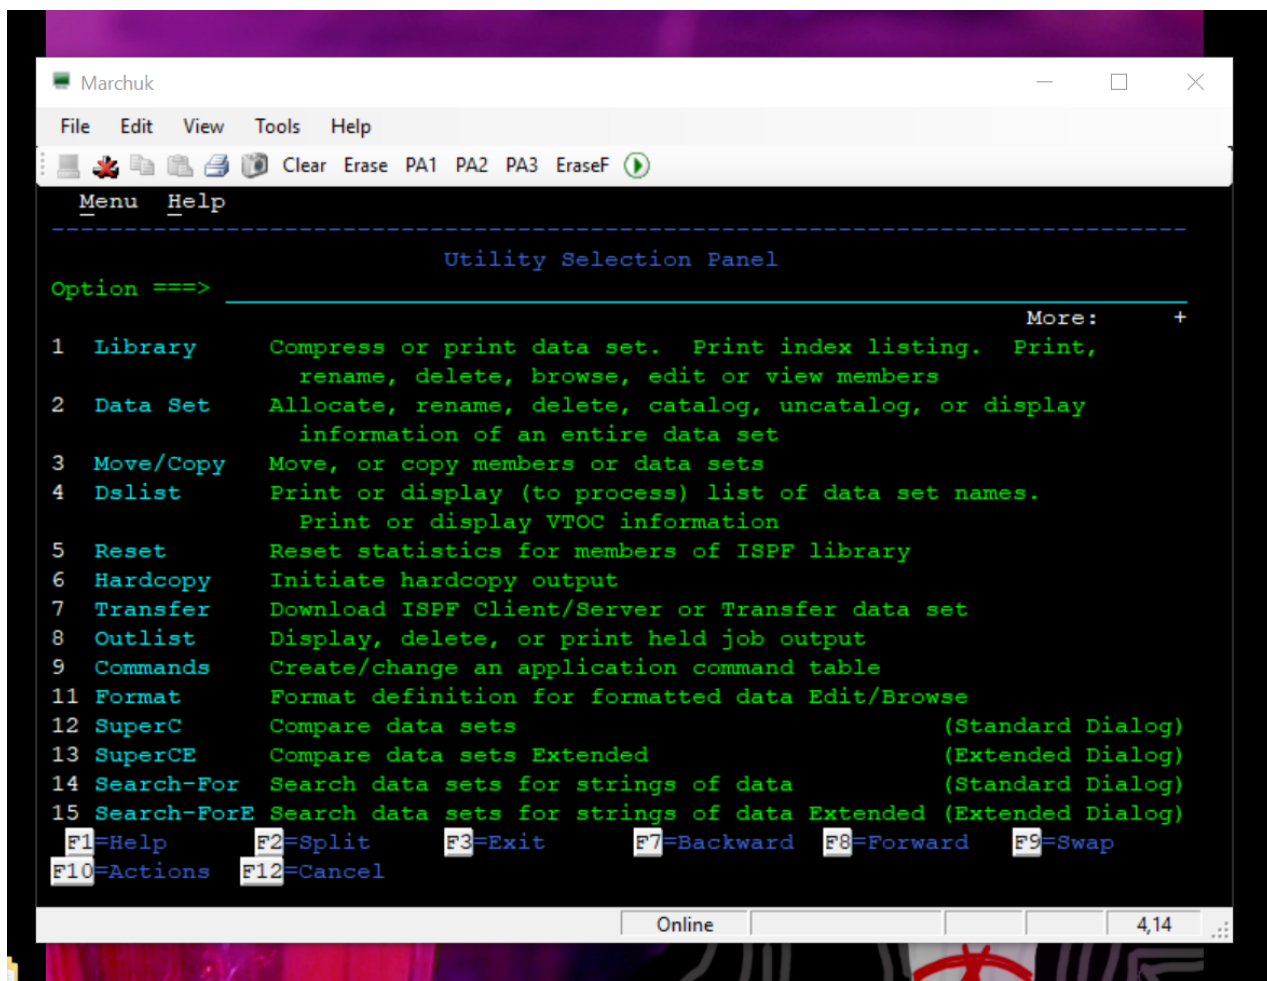 Marchuk
File Edit View Tools Help
Clear Erase PA1 PA2 PA3 EraseF
Menu Help
--------------------------------------------------------------------------------
Utility Selection Panel
Option ===>
More: +
1 Library Compress or print data set. Print index listing. Print,
rename, delete, browse, edit or view members
2 Data Set Allocate, rename, delete, catalog, uncatalog, or display
information of an entire data set
3 Move/Copy Move, or copy members or data sets
4 Dslist Print or display (to process) list of data set names.
Print or display VTOC information
5 Reset Reset statistics for members of ISPF library
6 Hardcopy Initiate hardcopy output
7 Transfer Download ISPF Client/Server or Transfer data set
8 Outlist Display, delete, or print held job output
9 Commands Create/change an application command table
11 Format Format definition for formatted data Edit/Browse
12 SuperC Compare data sets (Standard Dialog)
13 SuperCE Compare data sets Extended (Extended Dialog)
14 Search-For Search data sets for strings of data (Standard Dialog)
15 Search-ForE Search data sets for strings of data Extended (Extended Dialog)
F1=Help F2=Split F3=Exit F7=Backward F8=Forward F9=Swap
F10=Actions F12=Cancel
Online 4,14